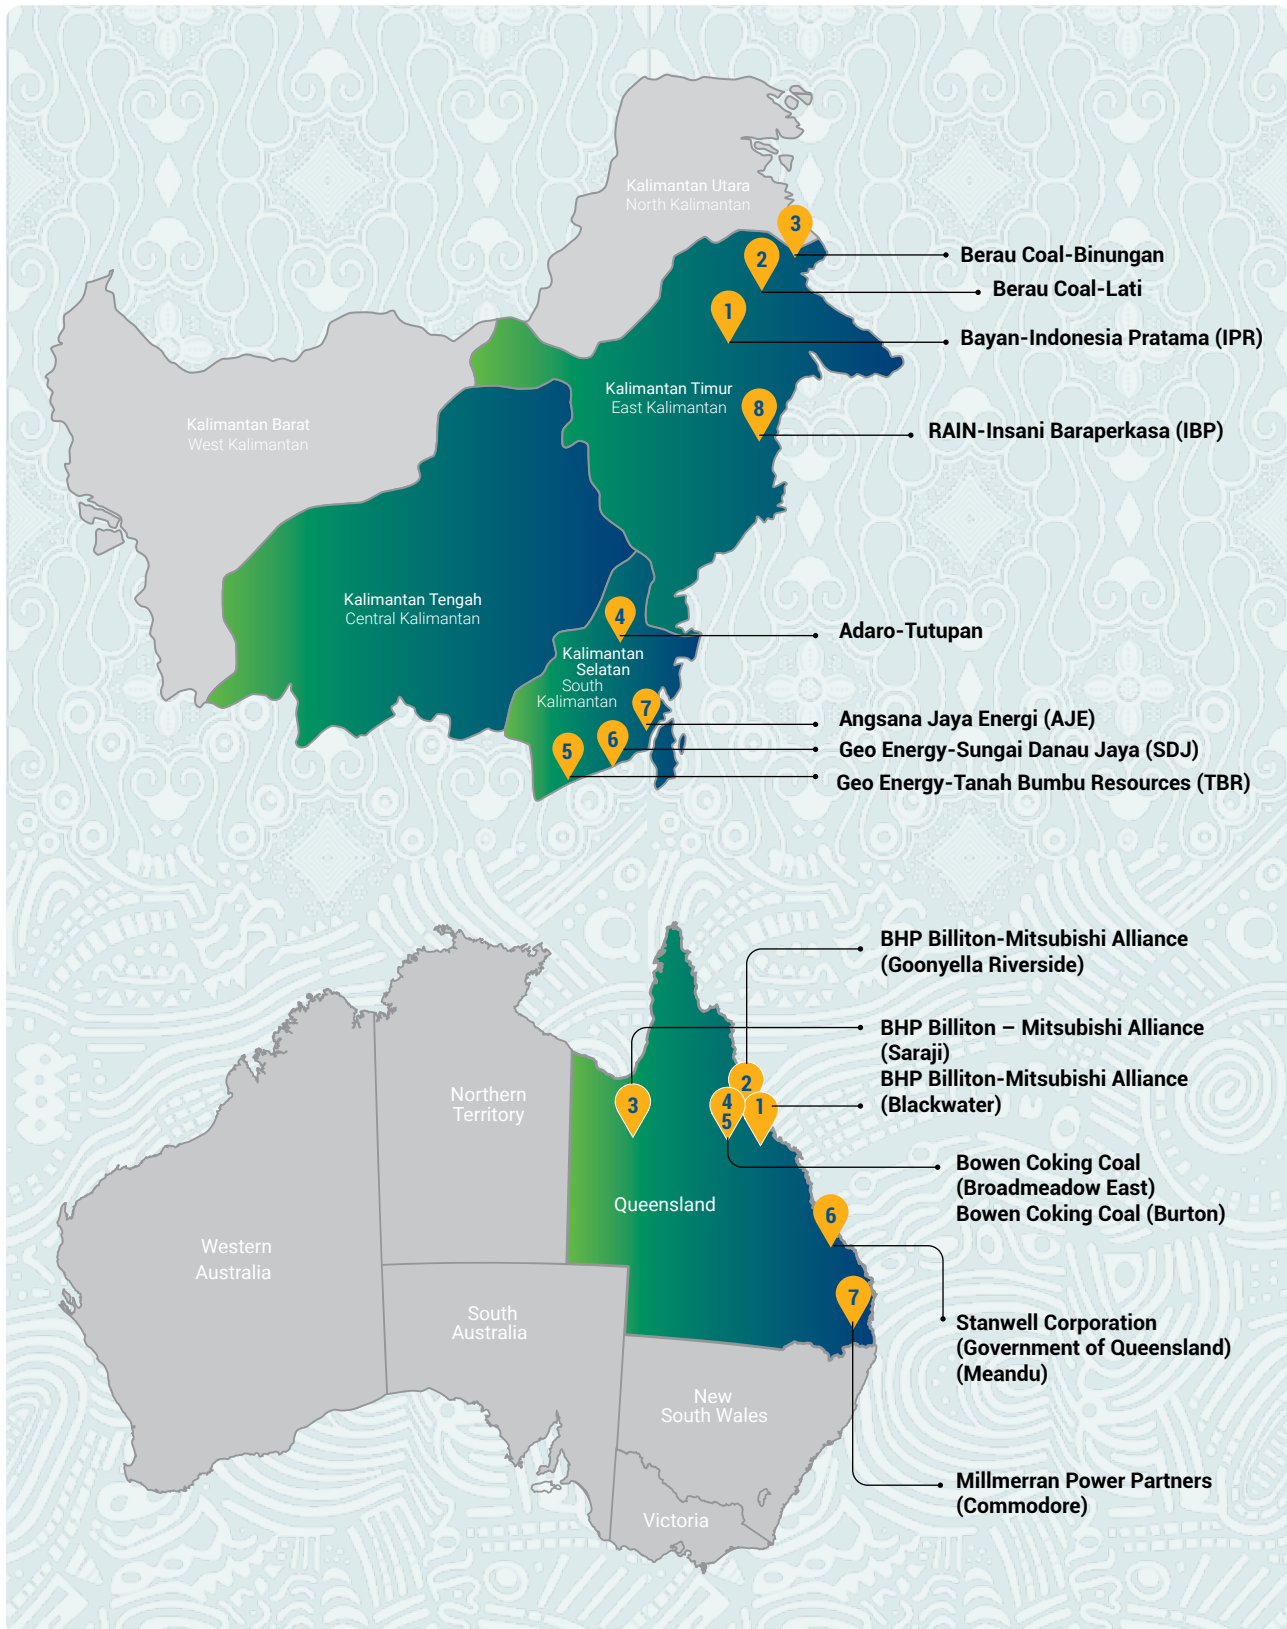 Kalimantan Utara
North Kalimantan
3
Berau Coal-Binungan
2
Berau Coal-Lati
1
Bayan-Indonesia Pratama (IPR)
Kalimantan Timur
East Kalimantan
8
RAIN-Insani Baraperkasa (IBP)
Kalimantan Barat
West Kalimantan
Kalimantan Tengah
Central Kalimantan
4
Adaro-Tutupan
Kalimantan
Selatan
South
Kalimantan
7
Angsana Jaya Energi (AJE)
6
Geo Energy-Sungai Danau Jaya (SDJ)
5
Geo Energy-Tanah Bumbu Resources (TBR)
BHP Billiton-Mitsubishi Alliance
(Goonyella Riverside)
BHP Billiton – Mitsubishi Alliance
(Saraji)
BHP Billiton-Mitsubishi Alliance
(Blackwater)
2
3
4
5
1
Northern
Territory
Bowen Coking Coal
(Broadmeadow East)
Bowen Coking Coal (Burton)
Queensland
6
Western
Australia
7
South
Australia
Stanwell Corporation
(Government of Queensland)
(Meandu)
New
South Wales
Millmerran Power Partners
(Commodore)
Victoria